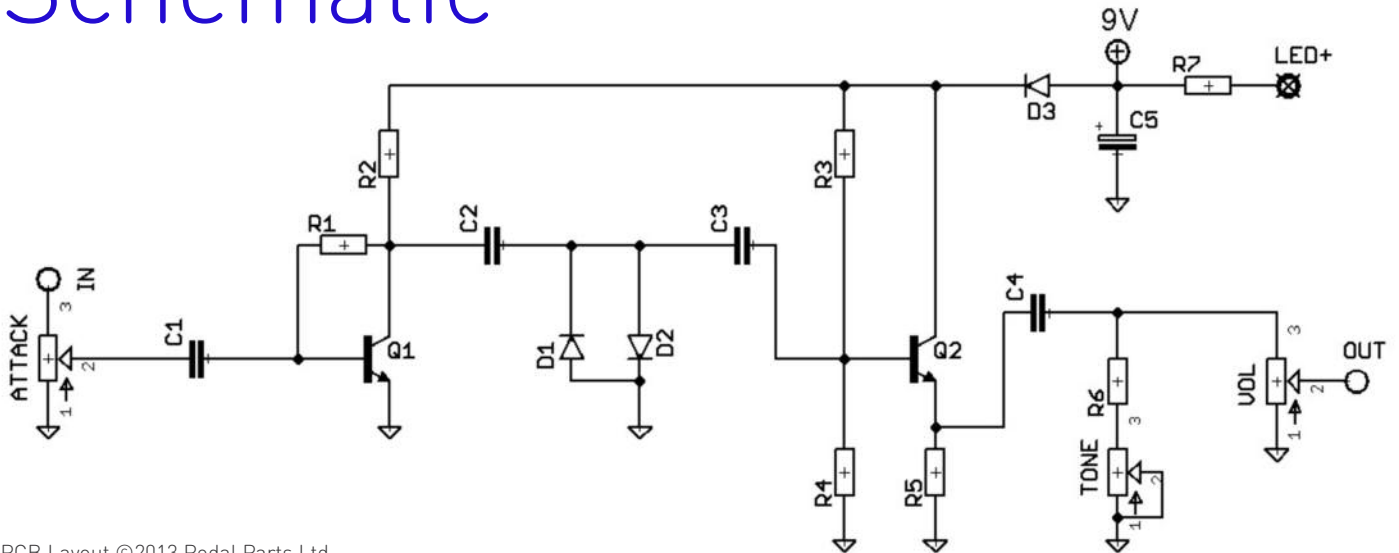 Schematic
9V
LED+
R7
D3
C5
+
R2
R3
R1
C2
C3
IN
3
ATTACK
2
1
C1
Q1
D1
D2
Q2
C4
R6
3
VOL
3
2
1
OUT
TONE
2
1
R4
R5
PCB Layout ©2013 Pedal Parts Ltd.